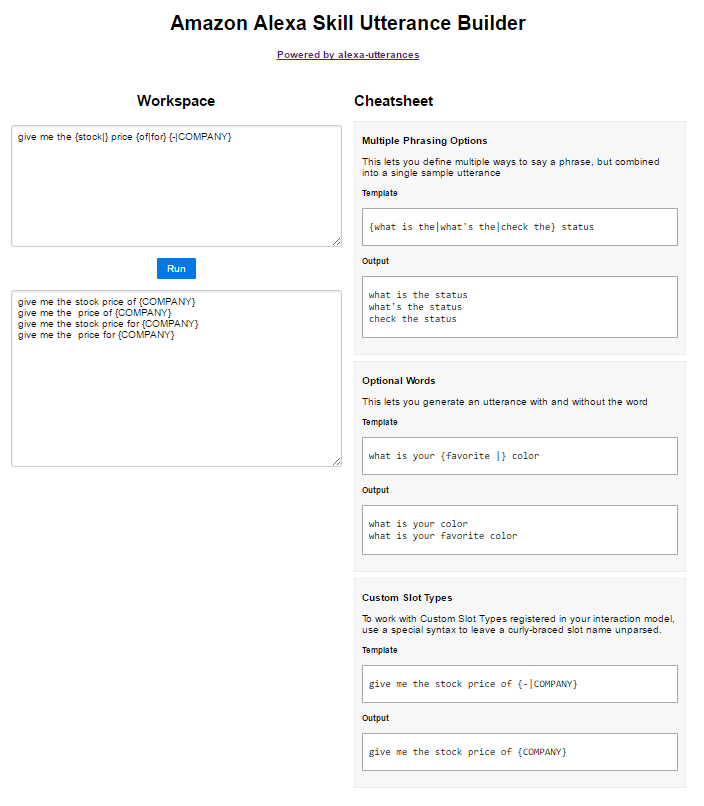 Amazon Alexa Skill Utterance Builder
Powered by alexa-utterances
Workspace
give me the {stock|} price {of|for} {-|COMPANY}
Run
give me the stock price of {COMPANY}
give me the  price of {COMPANY}
give me the stock price for {COMPANY}
give me the  price for {COMPANY}
Cheatsheet
Multiple Phrasing Options
This lets you define multiple ways to say a phrase, but combined
into a single sample utterance
Template
{what is the|what's the|check the} status
Output
what is the status
what's the status
check the status
Optional Words
This lets you generate an utterance with and without the word
Template
what is your {favorite |} color
Output
what is your color
what is your favorite color
Custom Slot Types
To work with Custom Slot Types registered in your interaction model,
use a special syntax to leave a curly-braced slot name unparsed.
Template
give me the stock price of {-|COMPANY}
Output
give me the stock price of {COMPANY}